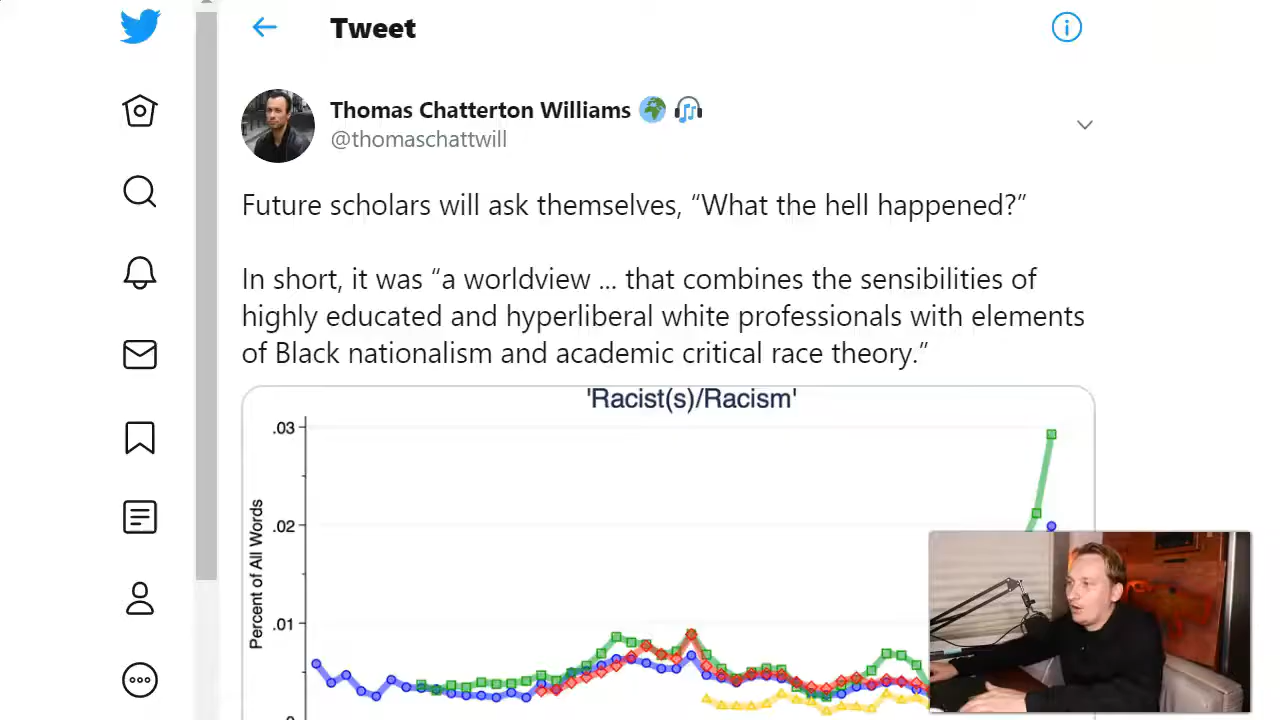 Tweet
Thomas Chatterton Williams 🌍 🎧
@thomaschattwill
Future scholars will ask themselves, “What the hell happened?”
In short, it was “a worldview ... that combines the sensibilities of
highly educated and hyperliberal white professionals with elements
of Black nationalism and academic critical race theory.”
'Racist(s)/Racism'
.03
.02
.01
Percent of All Words